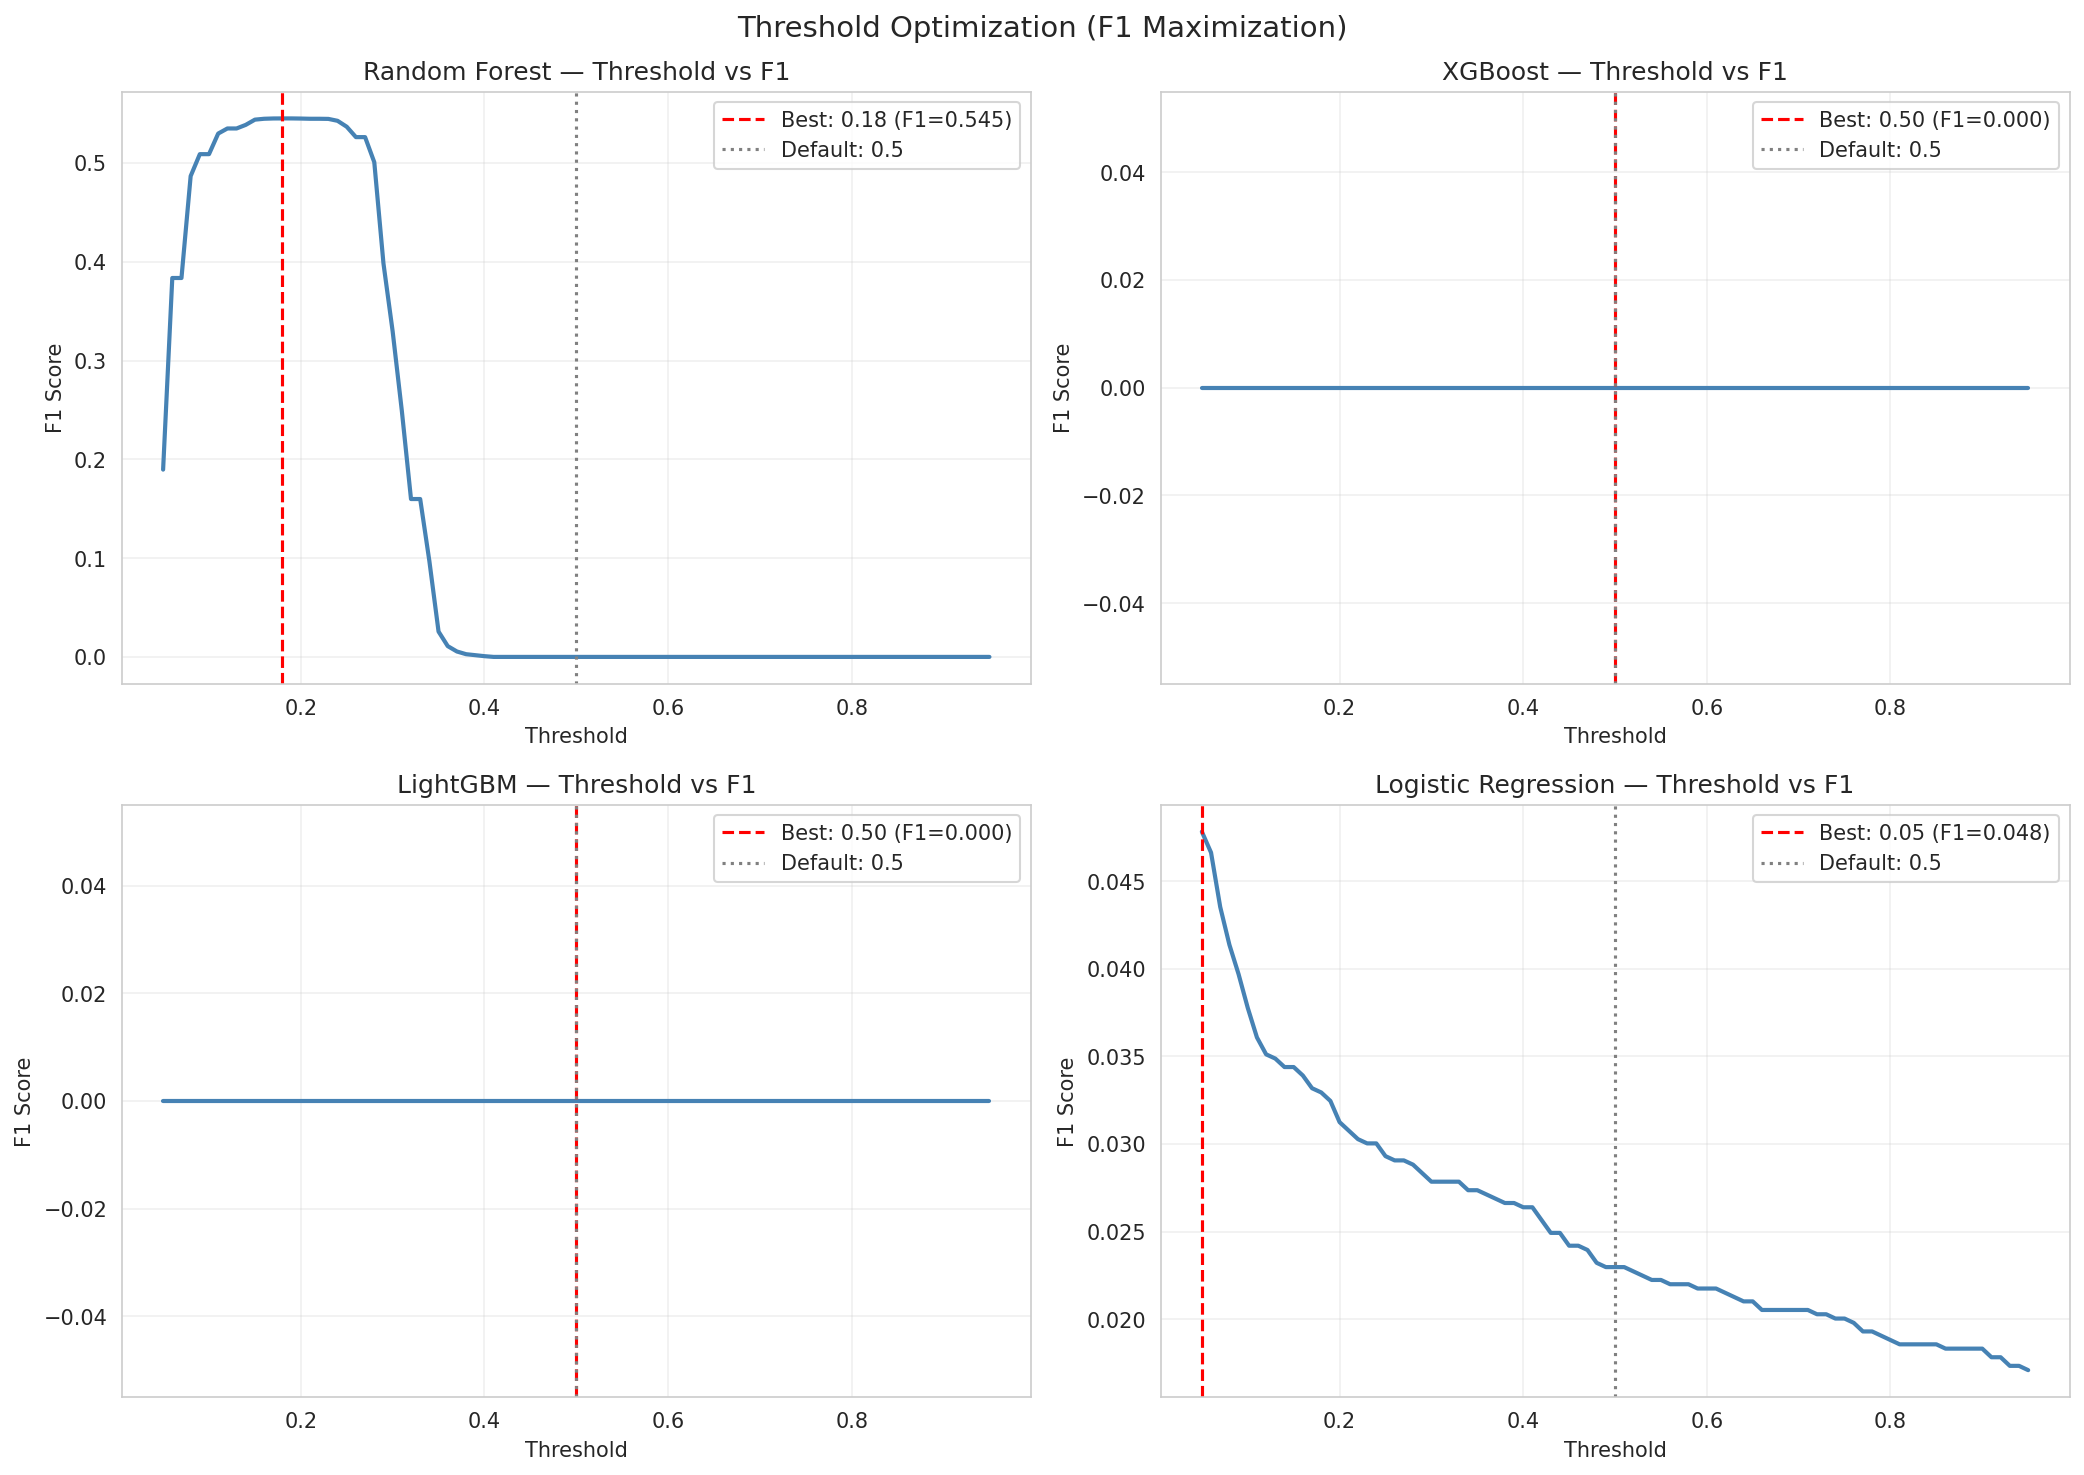 Threshold Optimization (F1 Maximization)
Random Forest — Threshold vs F1
Best: 0.18 (F1=0.545)
Default: 0.5
F1 Score
0.5
0.4
0.3
0.2
0.1
0.0
0.2 0.4 0.6 0.8
Threshold
XGBoost — Threshold vs F1
Best: 0.50 (F1=0.000)
Default: 0.5
F1 Score
0.04
0.02
0.00
−0.02
−0.04
0.2 0.4 0.6 0.8
Threshold
LightGBM — Threshold vs F1
Best: 0.50 (F1=0.000)
Default: 0.5
F1 Score
0.04
0.02
0.00
−0.02
−0.04
0.2 0.4 0.6 0.8
Threshold
Logistic Regression — Threshold vs F1
Best: 0.05 (F1=0.048)
Default: 0.5
F1 Score
0.045
0.040
0.035
0.030
0.025
0.020
0.2 0.4 0.6 0.8
Threshold